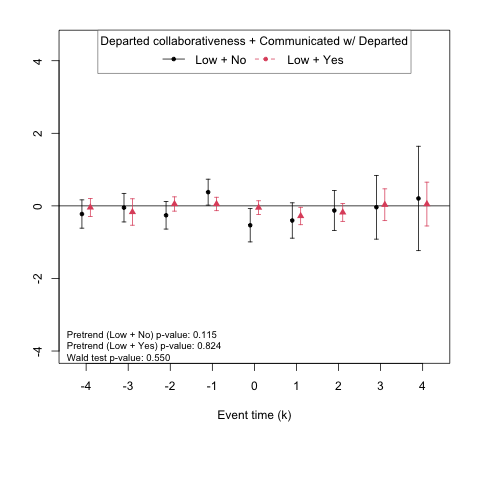 Departed collaborativeness + Communicated w/ Departed
Low + No Low + Yes
4
2
0
-2
-4
Pretrend (Low + No) p-value: 0.115
Pretrend (Low + Yes) p-value: 0.824
Wald test p-value: 0.550
-4 -3 -2 -1 0 1 2 3 4
Event time (k)